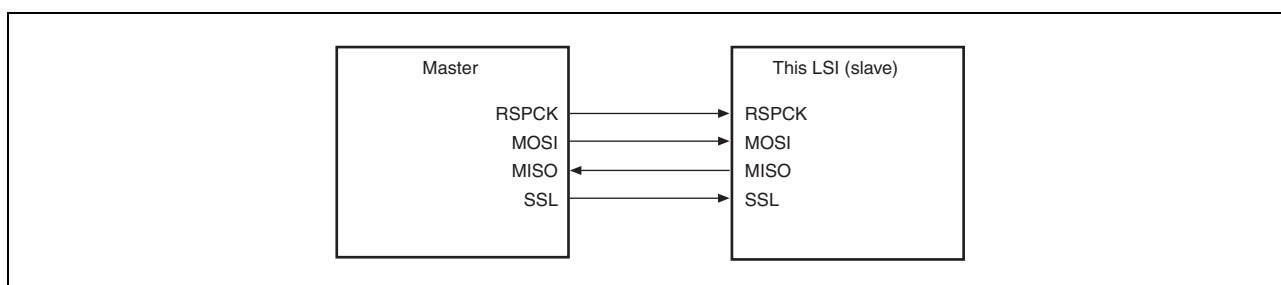 Master
RSPCK
MOSI
MISO
SSL
This LSI (slave)
RSPCK
MOSI
MISO
SSL